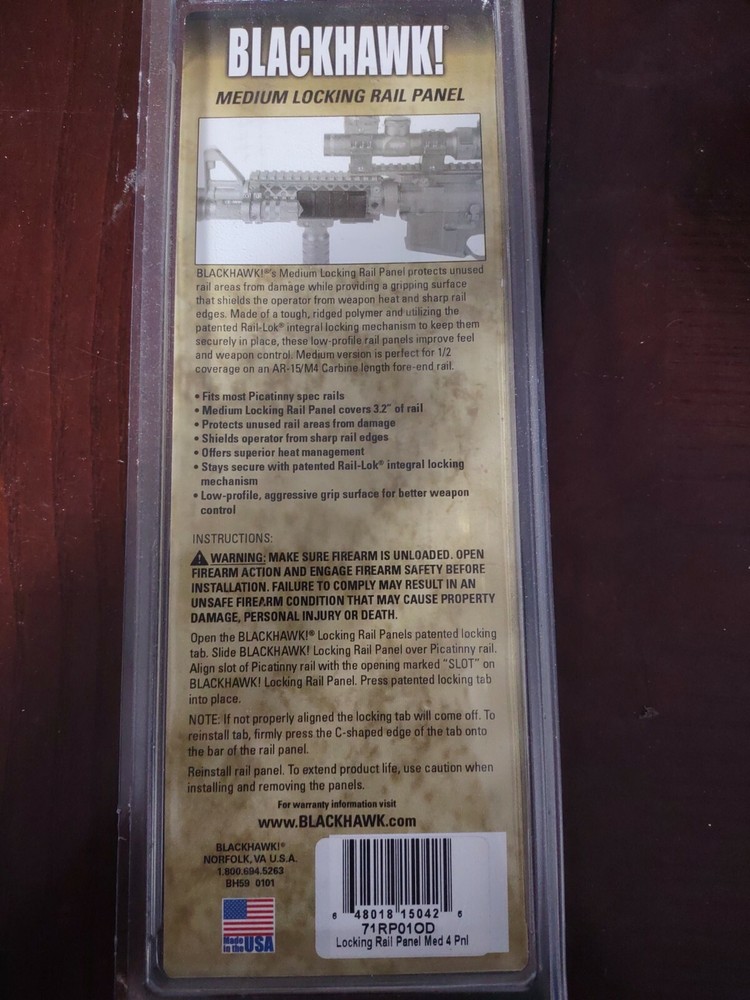 BLACKHAWK!®
MEDIUM LOCKING RAIL PANEL
BLACKHAWK!®'s Medium Locking Rail Panel protects unused
rail areas from damage while providing a gripping surface
that shields the operator from weapon heat and sharp rail
edges. Made of a tough, ridged polymer and utilizing the
patented Rail-Lok® integral locking mechanism to keep them
securely in place, these low-profile rail panels improve feel
and weapon control. Medium version is perfect for 1/2
coverage on an AR-15/M4 Carbine length fore-end rail.
• Fits most Picatinny spec rails
• Medium Locking Rail Panel covers 3.2" of rail
• Protects unused rail areas from damage
• Shields operator from sharp rail edges
• Offers superior heat management
• Stays secure with patented Rail-Lok® integral locking
mechanism
• Low-profile, aggressive grip surface for better weapon
control
INSTRUCTIONS:
WARNING: MAKE SURE FIREARM IS UNLOADED. OPEN
FIREARM ACTION AND ENGAGE FIREARM SAFETY BEFORE
INSTALLATION. FAILURE TO COMPLY MAY RESULT IN AN
UNSAFE FIREARM CONDITION THAT MAY CAUSE PROPERTY
DAMAGE, PERSONAL INJURY OR DEATH.
Open the BLACKHAWK!® Locking Rail Panels patented locking
tab. Slide BLACKHAWK! Locking Rail Panel over Picatinny rail.
Align slot of Picatinny rail with the opening marked "SLOT" on
BLACKHAWK! Locking Rail Panel. Press patented locking tab
into place.
NOTE: If not properly aligned the locking tab will come off. To
reinstall tab, firmly press the C-shaped edge of the tab onto
the bar of the rail panel.
Reinstall rail panel. To extend product life, use caution when
installing and removing the panels.
For warranty information visit
www.BLACKHAWK.com
BLACKHAWK!®
NORFOLK, VA U.S.A.
1.800.694.5263
BH59 0101
Made
in the USA
6 48018 15042 6
71RP01OD
Locking Rail Panel Med 4 Pnl